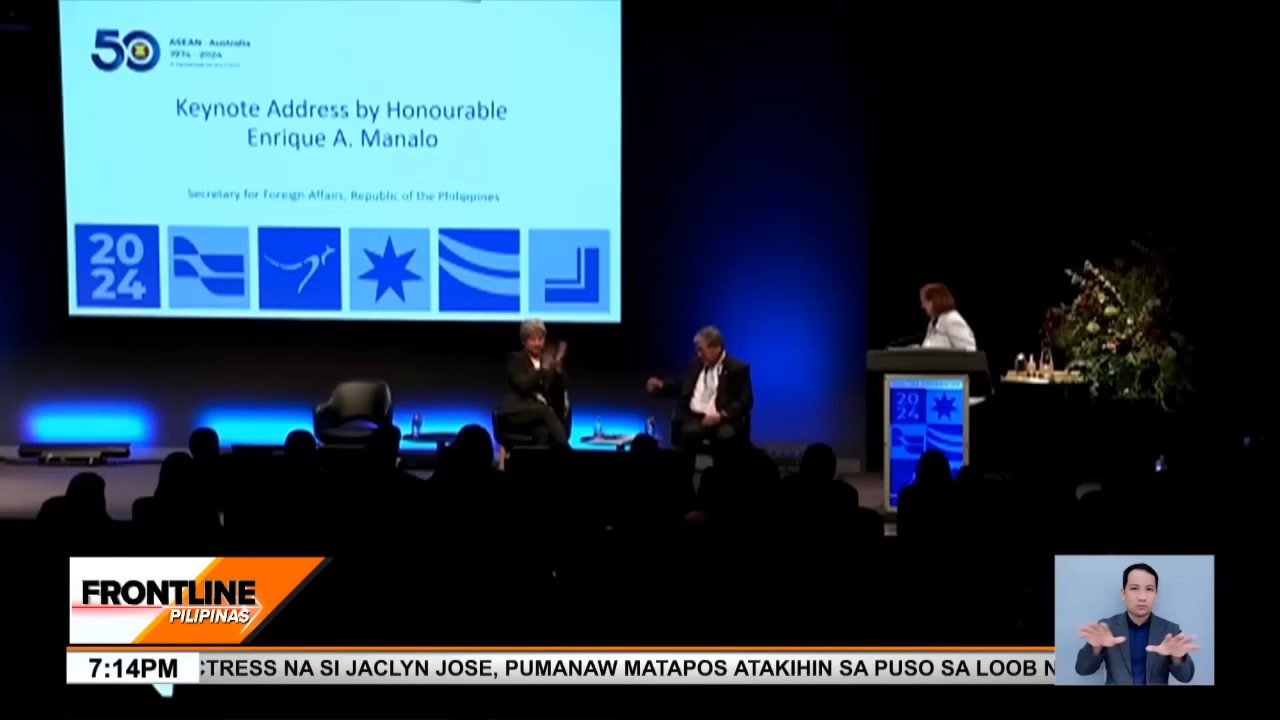 50
ASEAN - Australia
1974 - 2024
Keynote Address by Honourable
Enrique A. Manalo
Secretary for Foreign Affairs, Republic of the Philippines
20
24
20
24
FRONTLINE
PILIPINAS
7:14PM
CTRESS NA SI JACLYN JOSE, PUMANAW MATAPOS ATAKIHIN SA PUSO SA LOOB N